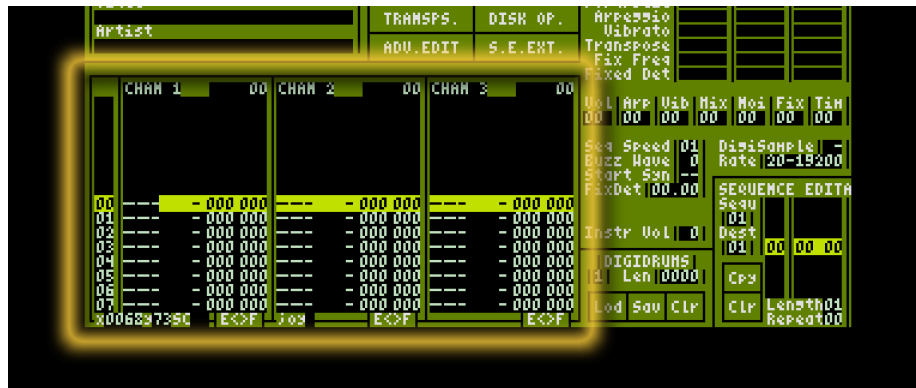 Artist
TRANSPS.
DISK OP.
ADV.EDIT
S.E.EXT.
Arpeggio
Vibrato
Transpose
Fix Freq
Fixed Det
CHAN 1 00 CHAN 2 00 CHAN 3 00
Vol Arp Vib Mix Noi Fix Tim
00 00 00 00 00 00 00
Seq Speed 01
Buzz Wave 0
Start Syn --
FixDet 00.00
DigiSample -
Rate 20-19200
SEQUENCE EDITA
Sequ
01
Dest
01 00 00 00
00 --- - 000 000 --- - 000 000 --- - 000 000
01 --- - 000 000 --- - 000 000 --- - 000 000
02 --- - 000 000 --- - 000 000 --- - 000 000
03 --- - 000 000 --- - 000 000 --- - 000 000
04 --- - 000 000 --- - 000 000 --- - 000 000
05 --- - 000 000 --- - 000 000 --- - 000 000
06 --- - 000 000 --- - 000 000 --- - 000 000
07 --- - 000 000 --- - 000 000 --- - 000 000
E<>F Joy E<>F E<>F
Instr Vol 0
DIGIDRUMS
1 Len 0000
Lod Sav Clr
Cpy
Clr
Length01
Repeat00